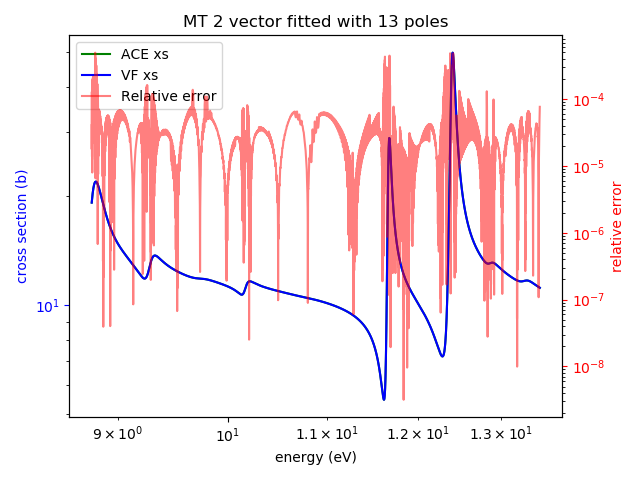 MT 2 vector fitted with 13 poles
ACE xs
VF xs
Relative error
cross section (b)
10¹
10⁻⁴
10⁻⁵
10⁻⁶
10⁻⁷
10⁻⁸
relative error
9 × 10⁰
10¹
1.1 × 10¹
1.2 × 10¹
1.3 × 10¹
energy (eV)